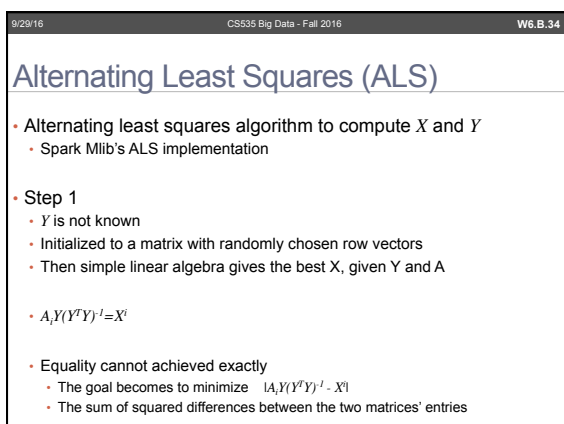 9/29/16 CS535 Big Data - Fall 2016 W6.B.34
Alternating Least Squares (ALS)
• Alternating least squares algorithm to compute X and Y
• Spark Mlib's ALS implementation
• Step 1
• Y is not known
• Initialized to a matrix with randomly chosen row vectors
• Then simple linear algebra gives the best X, given Y and A
• AᵢY(YᵀY)⁻¹=Xⁱ
• Equality cannot achieved exactly
• The goal becomes to minimize |AᵢY(YᵀY)⁻¹ - Xⁱ|
• The sum of squared differences between the two matrices' entries